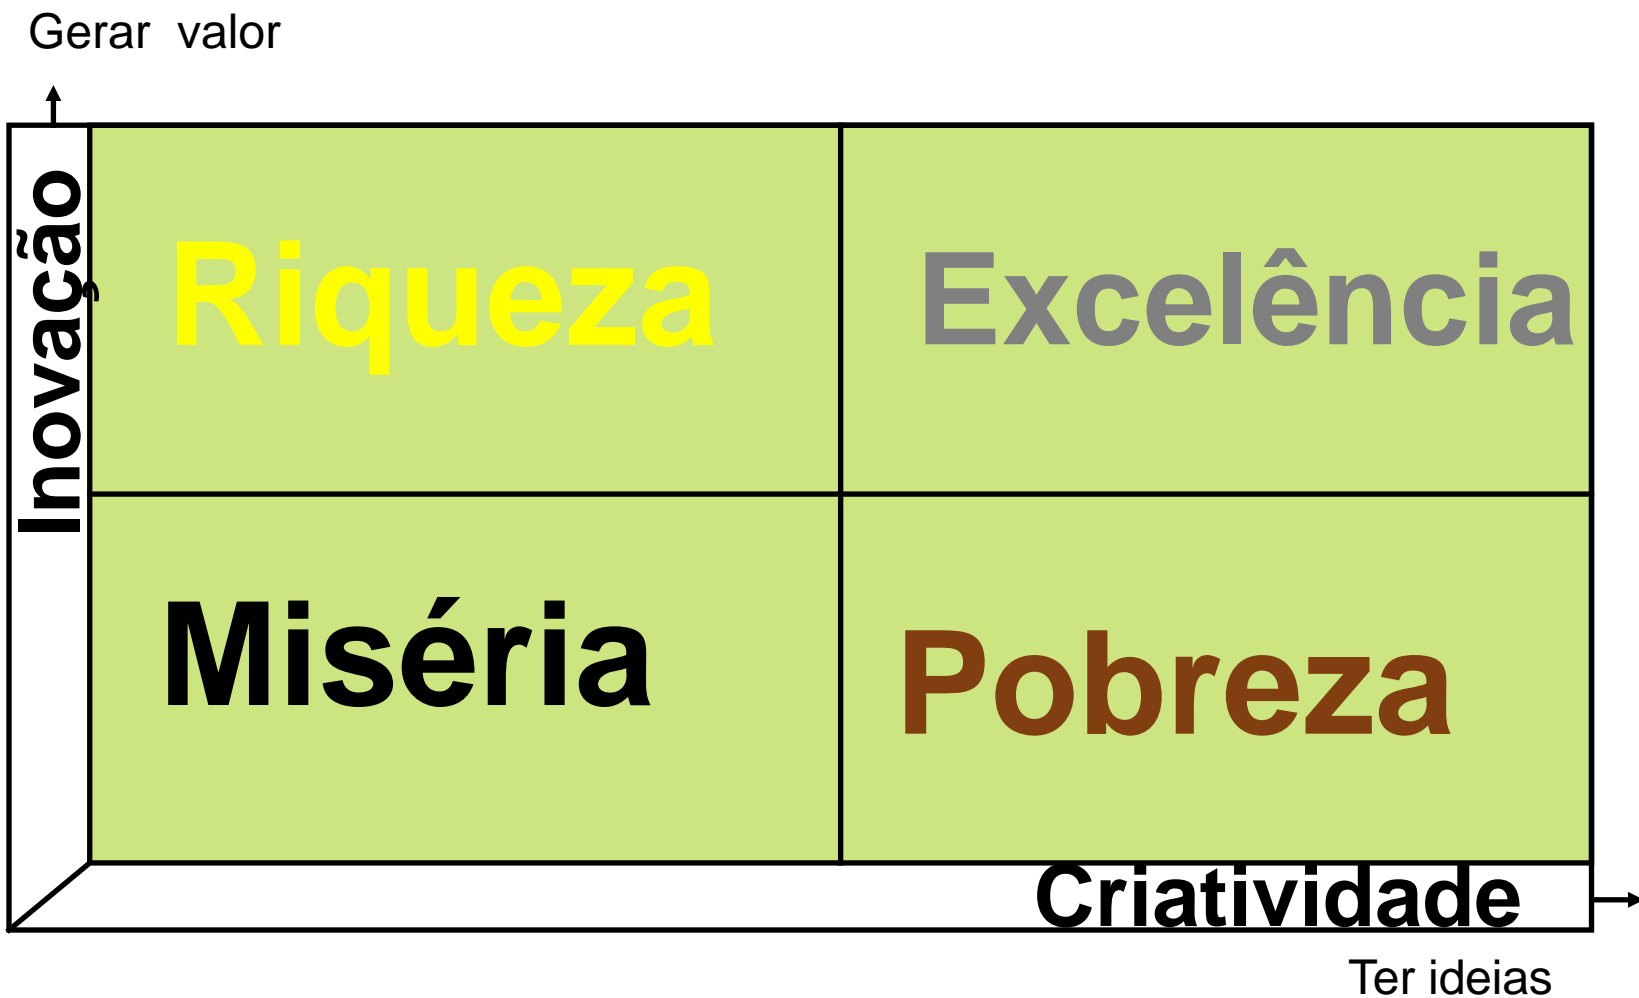 Gerar valor
Inovação
Riqueza
Excelência
Miséria
Pobreza
Criatividade
Ter ideias